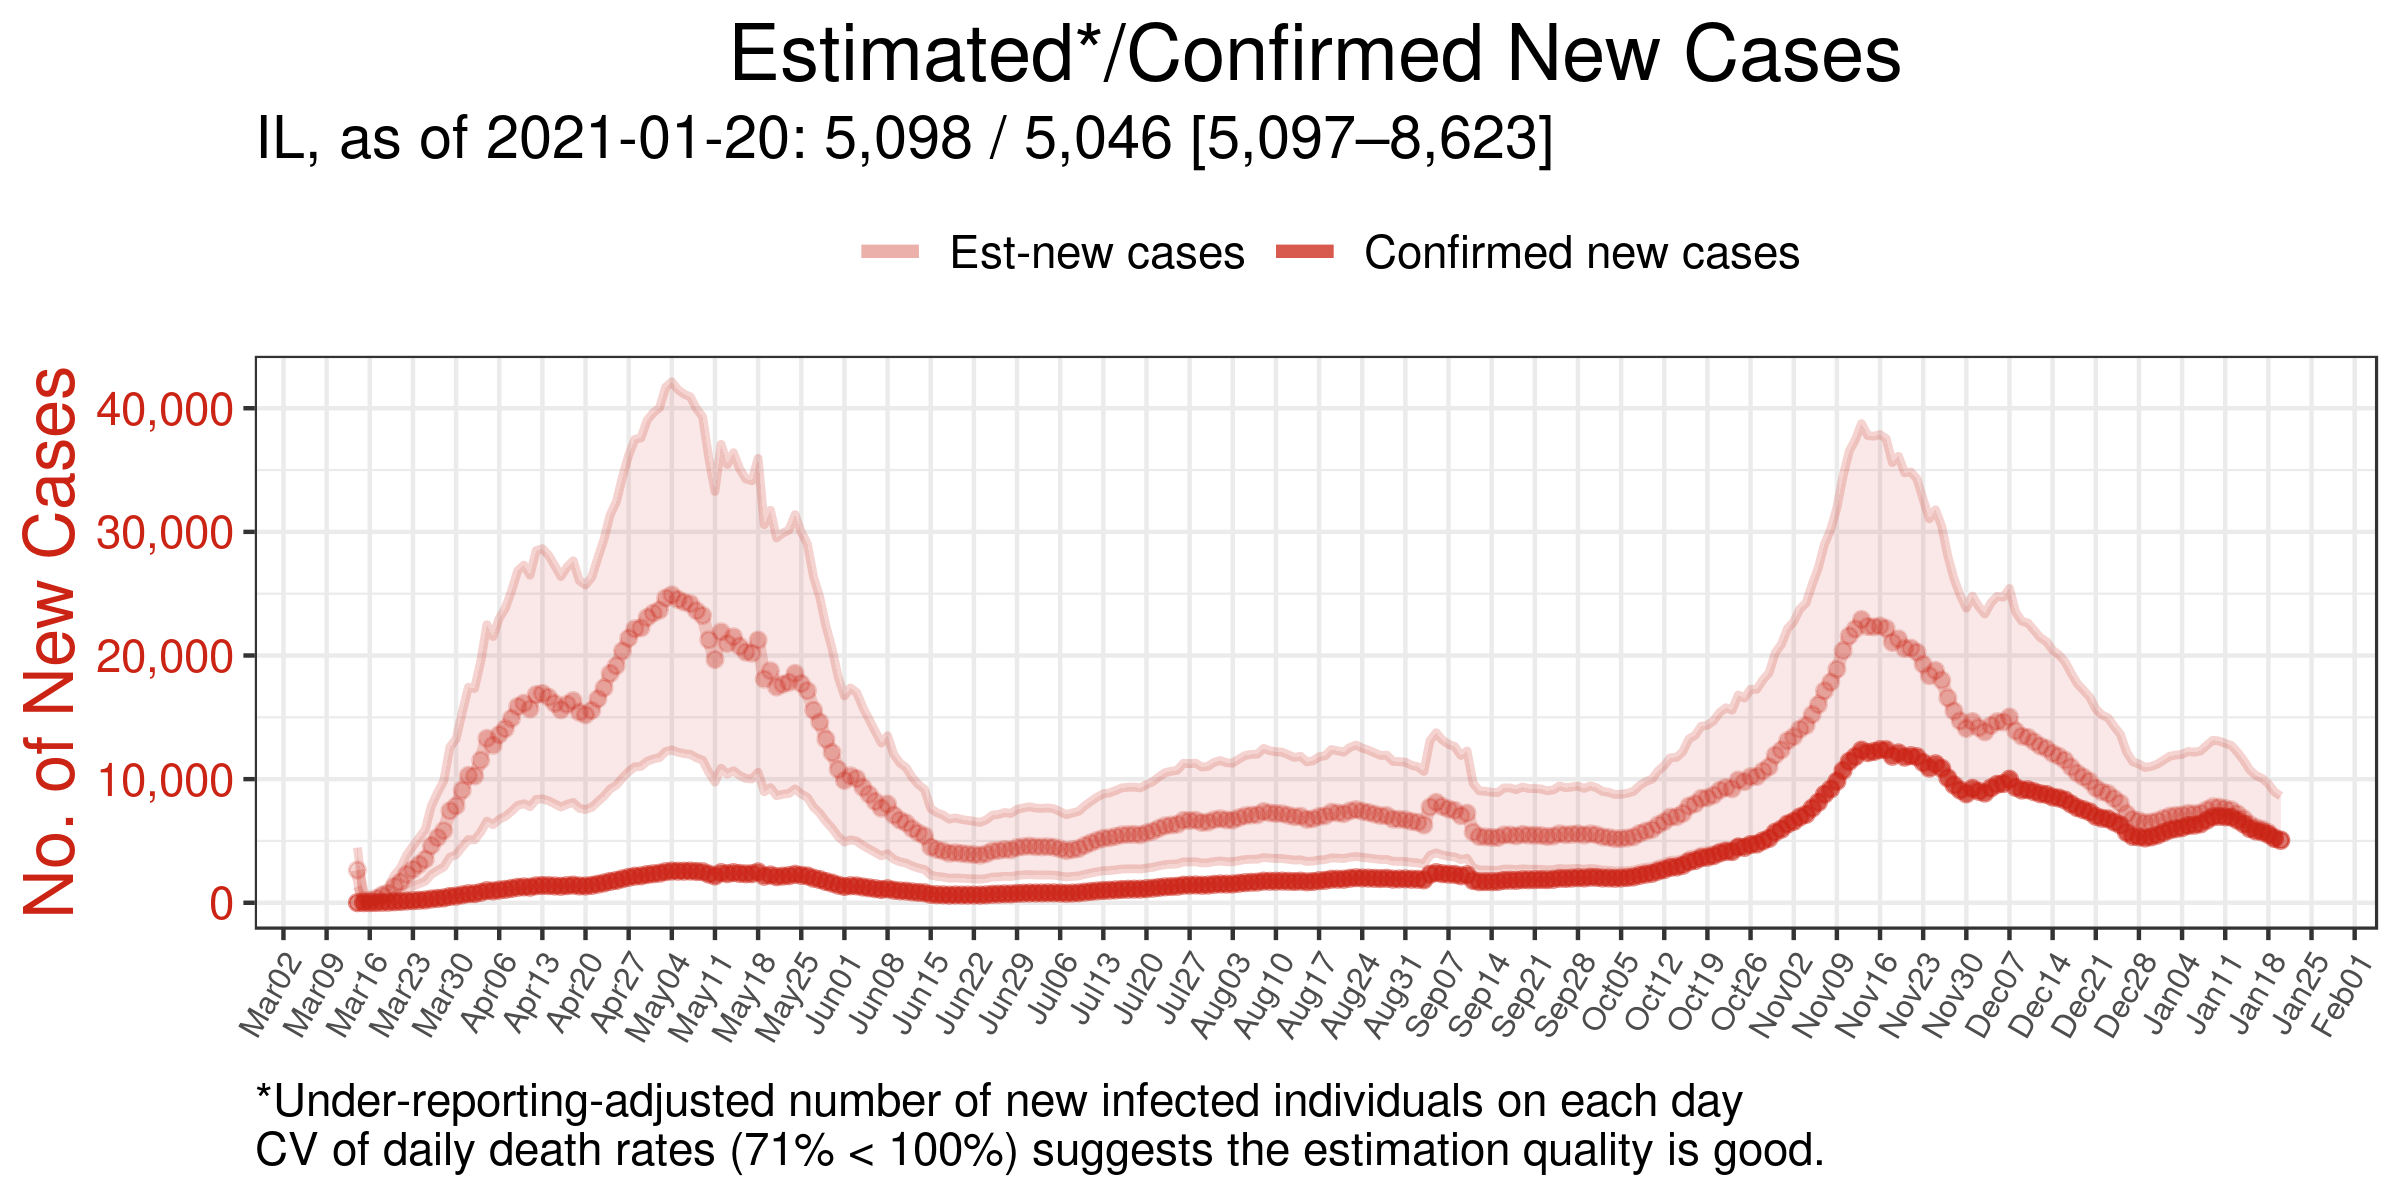 Estimated*/Confirmed New Cases
IL, as of 2021-01-20: 5,098 / 5,046 [5,097–8,623]
Est-new cases
Confirmed new cases
No. of New Cases
40,000
30,000
20,000
10,000
0
Mar02
Mar09
Mar16
Mar23
Mar30
Apr06
Apr13
Apr20
Apr27
May04
May11
May18
May25
Jun01
Jun08
Jun15
Jun22
Jun29
Jul06
Jul13
Jul20
Jul27
Aug03
Aug10
Aug17
Aug24
Aug31
Sep07
Sep14
Sep21
Sep28
Oct05
Oct12
Oct19
Oct26
Nov02
Nov09
Nov16
Nov23
Nov30
Dec07
Dec14
Dec21
Dec28
Jan04
Jan11
Jan18
Jan25
Feb01
*Under-reporting-adjusted number of new infected individuals on each day
CV of daily death rates (71% < 100%) suggests the estimation quality is good.